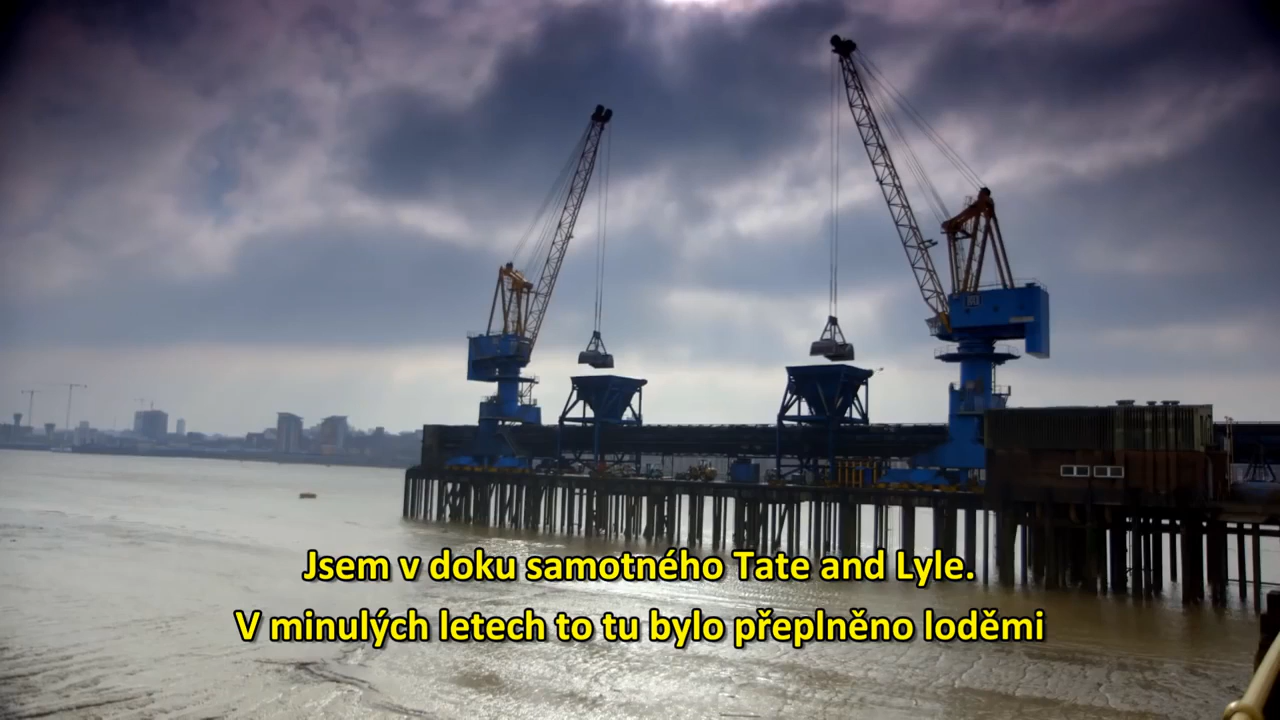 Jsem v doku samotného Tate and Lyle.
V minulých letech to tu bylo přeplněno loděmi